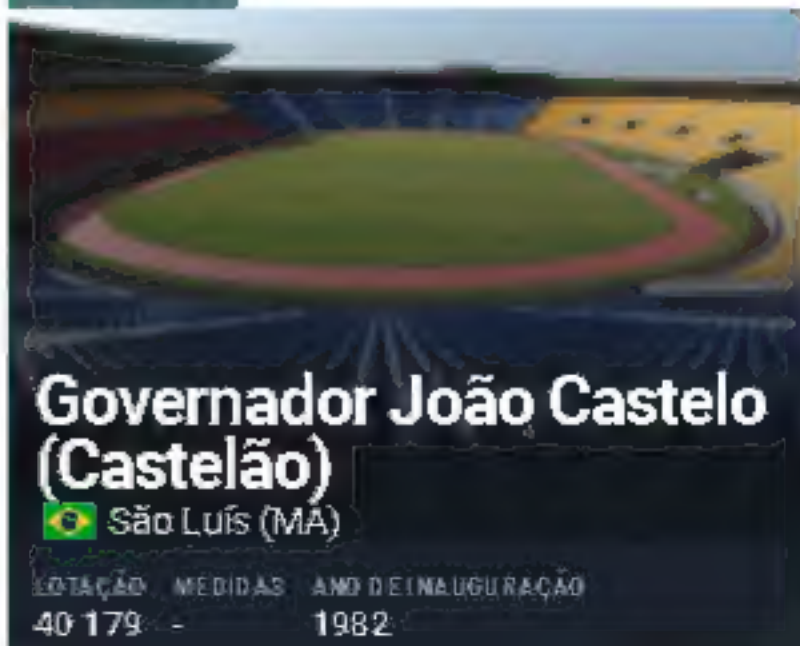 Governador João Castelo
(Castelão)
São Luís (MA)
LOTAÇÃO MEDIDAS ANO DE INAUGURAÇÃO
40 179 - 1982